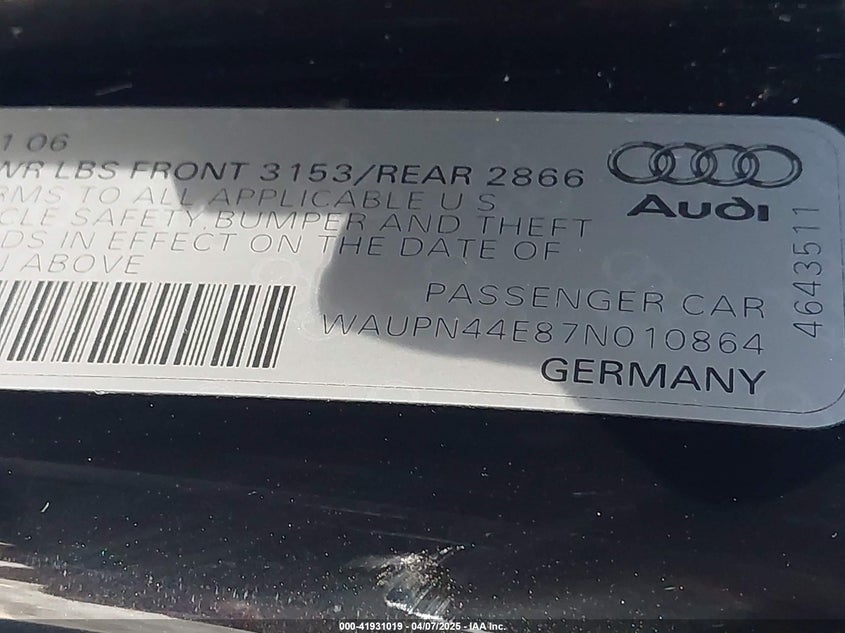 1 06
WR LBS FRONT 3153/REAR 2866
RMS TO ALL APPLICABLE U S
CLE SAFETY, BUMPER AND THEFT
DS IN EFFECT ON THE DATE OF
N ABOVE
Audi
PASSENGER CAR
WAUPN44E87N010864
GERMANY
4643511
000-41931019 - 04/07/2025 - IAA Inc.